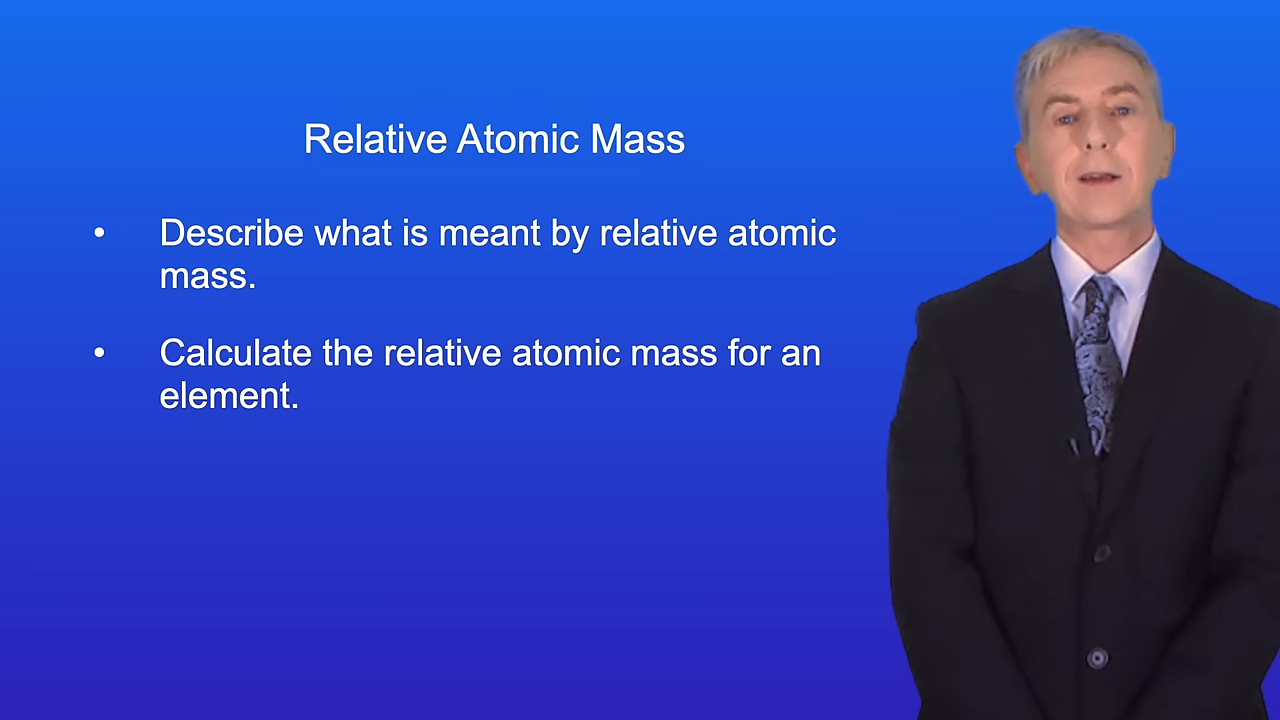 Relative Atomic Mass
• Describe what is meant by relative atomic
mass.
• Calculate the relative atomic mass for an
element.